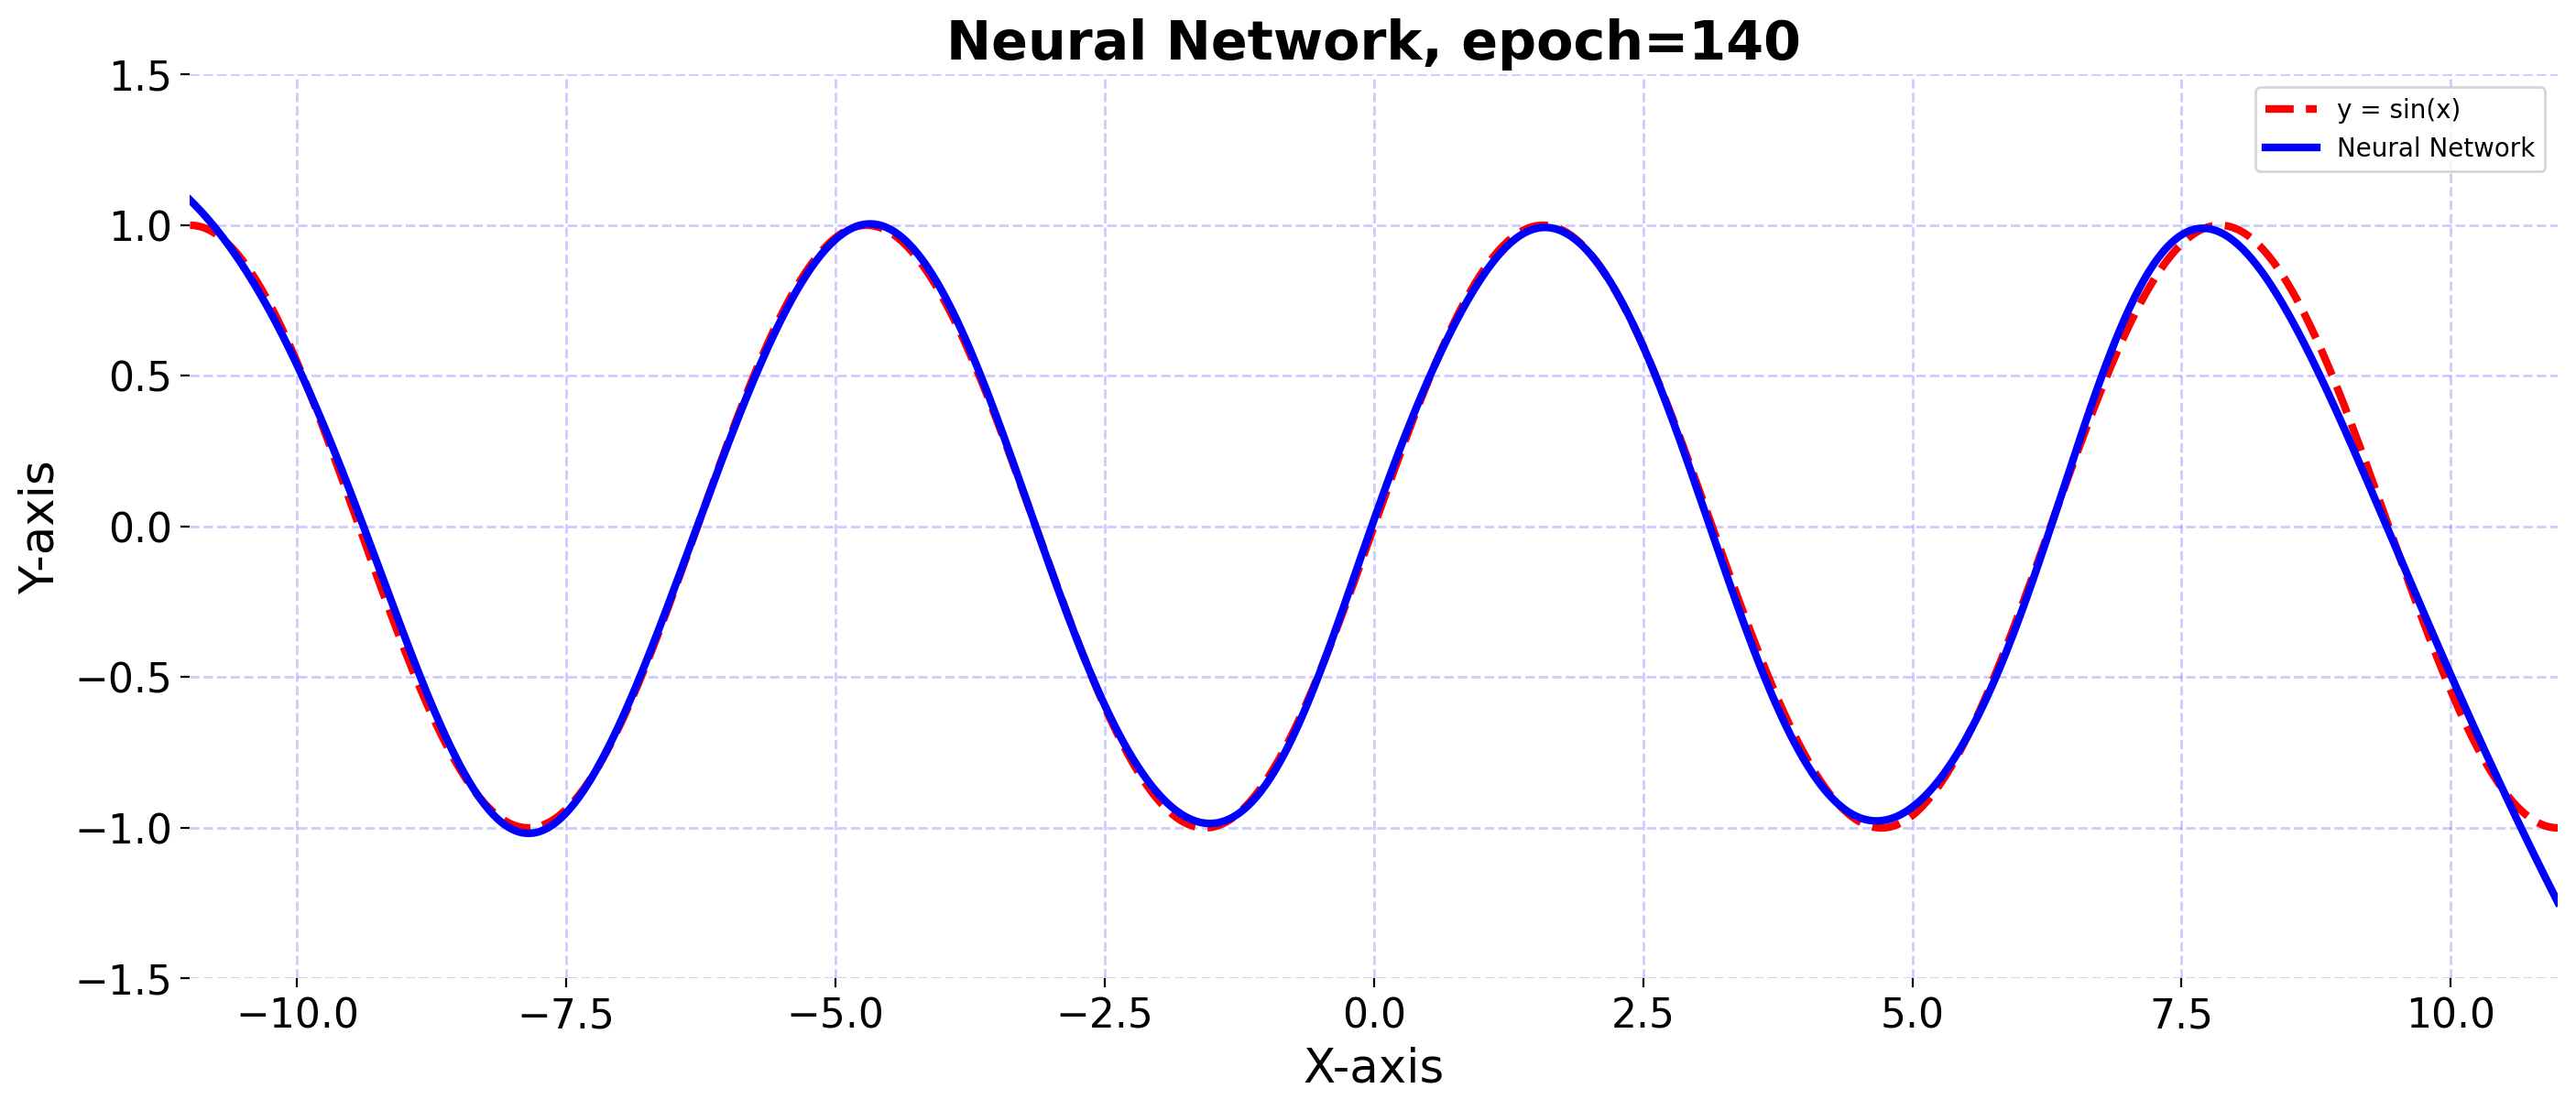 Neural Network, epoch=140
1.5
y = sin(x)
Neural Network
1.0
0.5
0.0
−0.5
−1.0
−1.5
Y-axis
−10.0 −7.5 −5.0 −2.5 0.0 2.5 5.0 7.5 10.0
X-axis